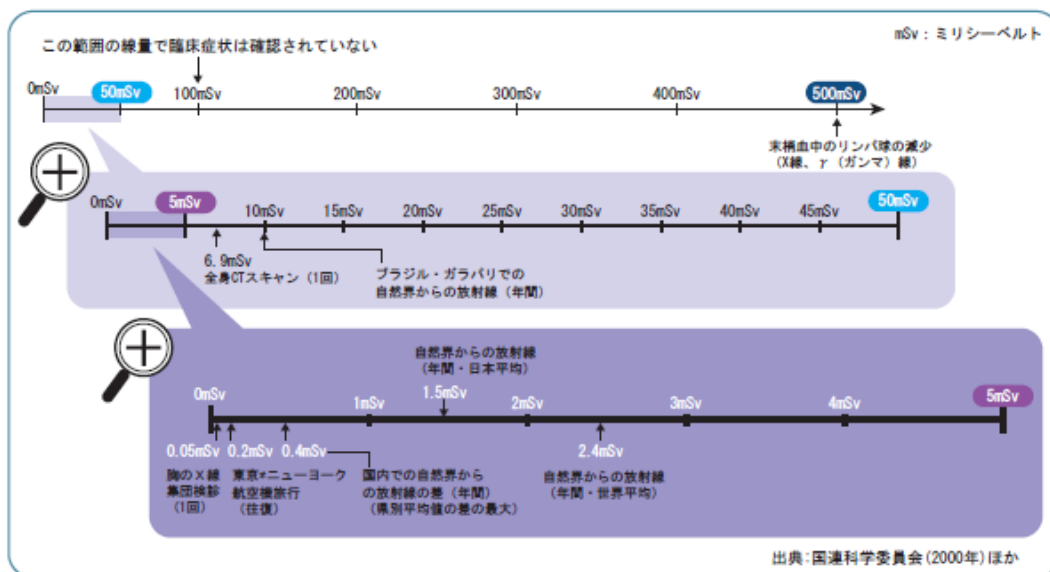 mSv：ミリシーベルト
この範囲の線量で臨床症状は確認されていない
0mSv 50mSv 100mSv 200mSv 300mSv 400mSv 500mSv
末梢血中のリンパ球の減少
（X線、γ（ガンマ）線）
0mSv 5mSv 10mSv 15mSv 20mSv 25mSv 30mSv 35mSv 40mSv 45mSv 50mSv
6.9mSv
全身CTスキャン（1回）
ブラジル・ガラパリでの
自然界からの放射線（年間）
自然界からの放射線
（年間・日本平均）
1.5mSv
0mSv 1mSv 2mSv 3mSv 4mSv 5mSv
0.05mSv 0.2mSv 0.4mSv 2.4mSv
胸のX線
集団検診
（1回）
東京⇄ニューヨーク
航空機旅行
（往復）
国内での自然界から
の放射線の差（年間）
（県別平均値の差の最大）
自然界からの放射線
（年間・世界平均）
出典：国連科学委員会（2000年）ほか